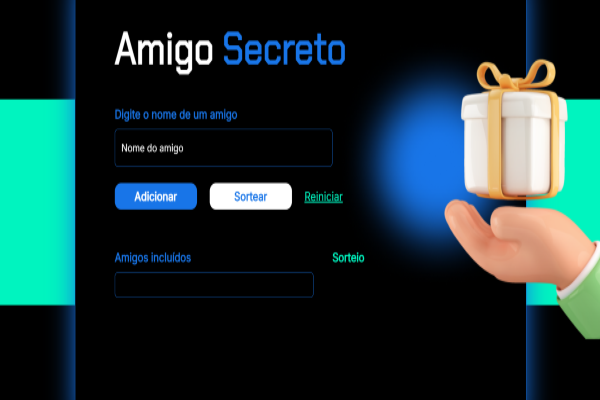 Amigo Secreto
Digite o nome de um amigo
Nome do amigo
Adicionar Sortear Reiniciar
Amigos incluídos Sorteio